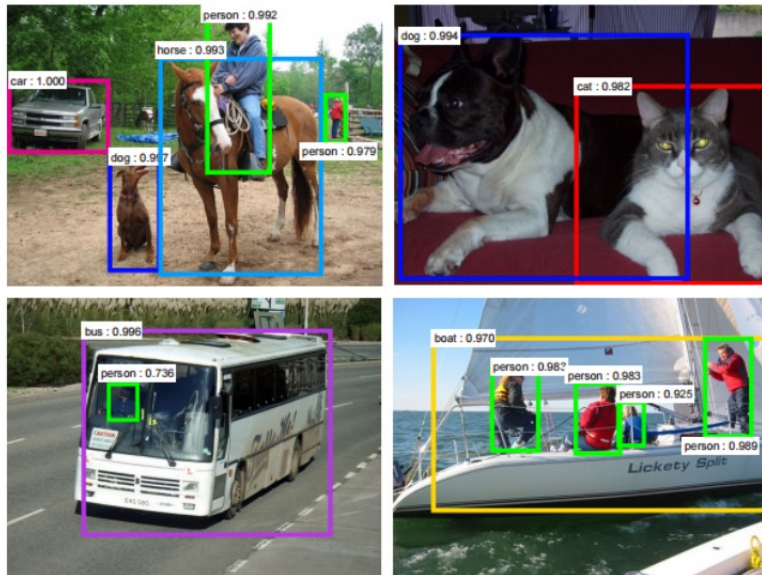 person : 0.992
horse : 0.993
car : 1.000
dog : 0.997
person : 0.979
dog : 0.994
cat : 0.982
bus : 0.996
person : 0.736
CAUTION
boat : 0.970
person : 0.983
person : 0.983
person : 0.925
person : 0.989
Lickety Split